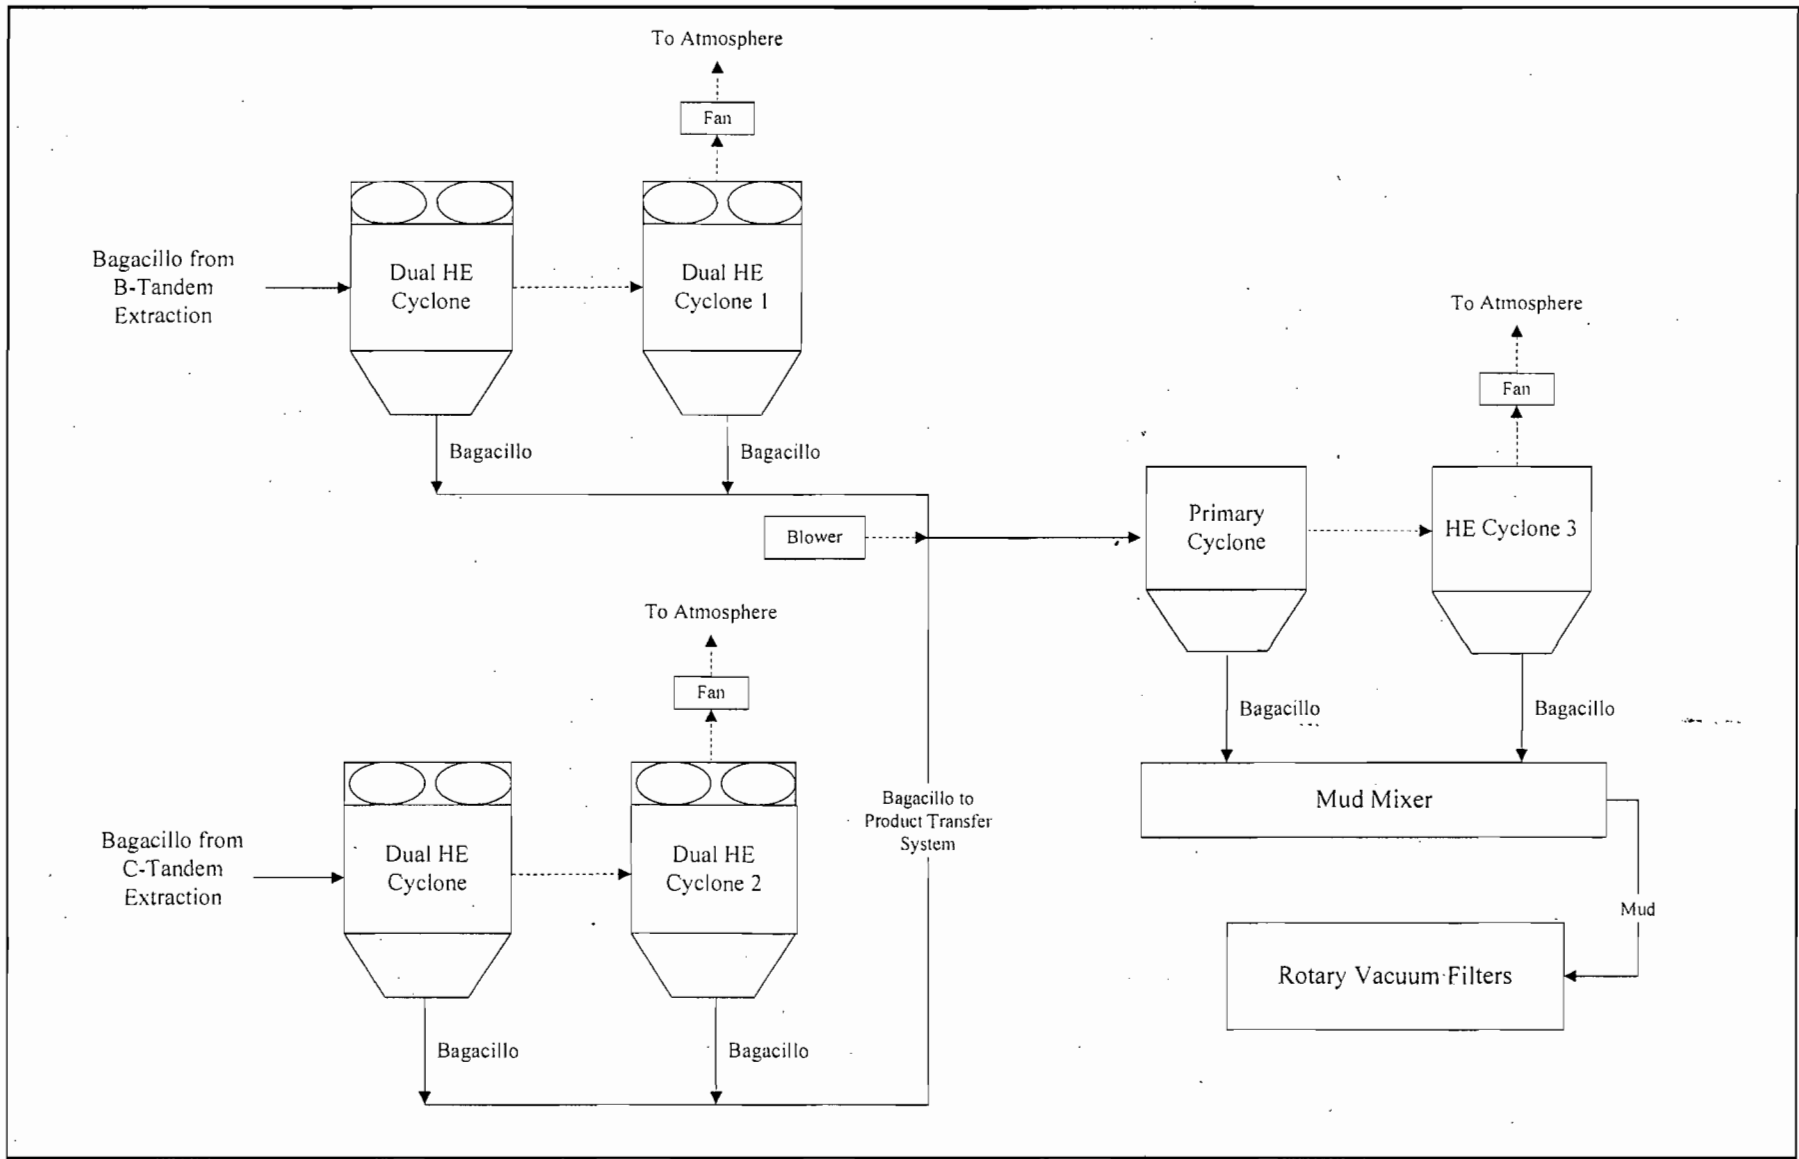 To Atmosphere
Fan
Bagacillo from
B-Tandem
Extraction
Dual HE
Cyclone
Dual HE
Cyclone 1
Bagacillo
Bagacillo
Blower
To Atmosphere
Fan
Primary
Cyclone
HE Cyclone 3
Bagacillo
Bagacillo
To Atmosphere
Fan
Bagacillo from
C-Tandem
Extraction
Dual HE
Cyclone
Dual HE
Cyclone 2
Bagacillo
Bagacillo
Bagacillo to
Product Transfer
System
Mud Mixer
Mud
Rotary Vacuum Filters